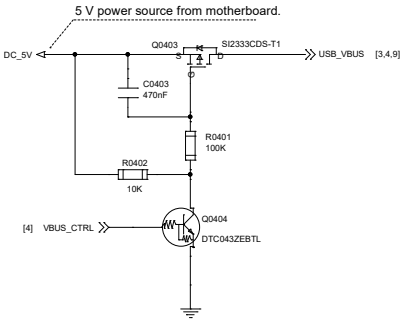 5 V power source from motherboard.
Q0403 SI2333CDS-T1
DC_5V S D USB_VBUS [3,4,9]
G
C0403
470nF
R0401
100K
R0402
10K
Q0404
[4] VBUS_CTRL
DTC043ZEBTL